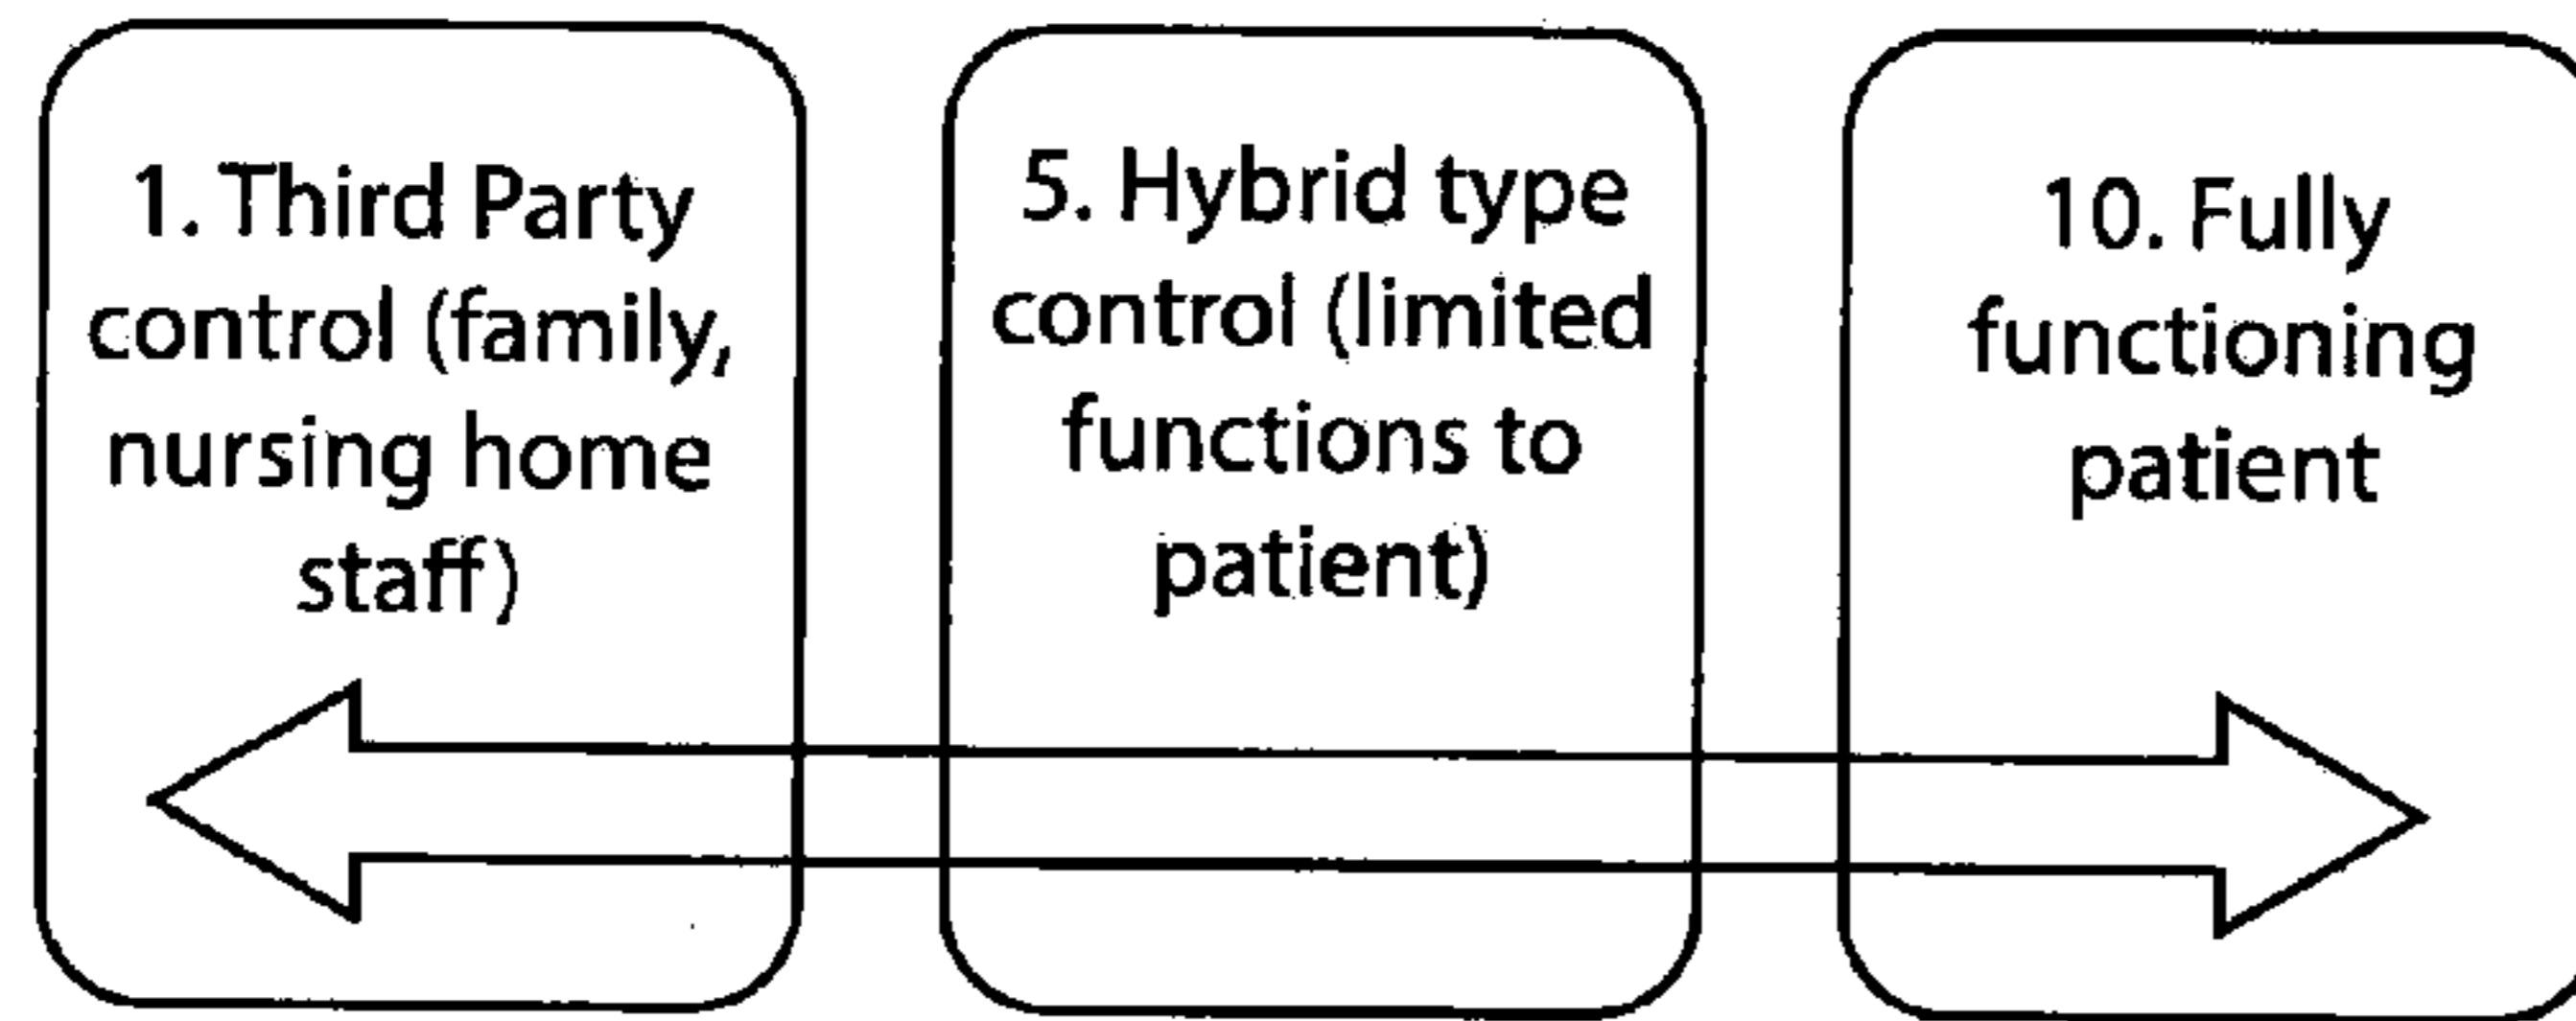 1. Third Party
control (family,
nursing home
staff)
5. Hybrid type
control (limited
functions to
patient)
10. Fully
functioning
patient